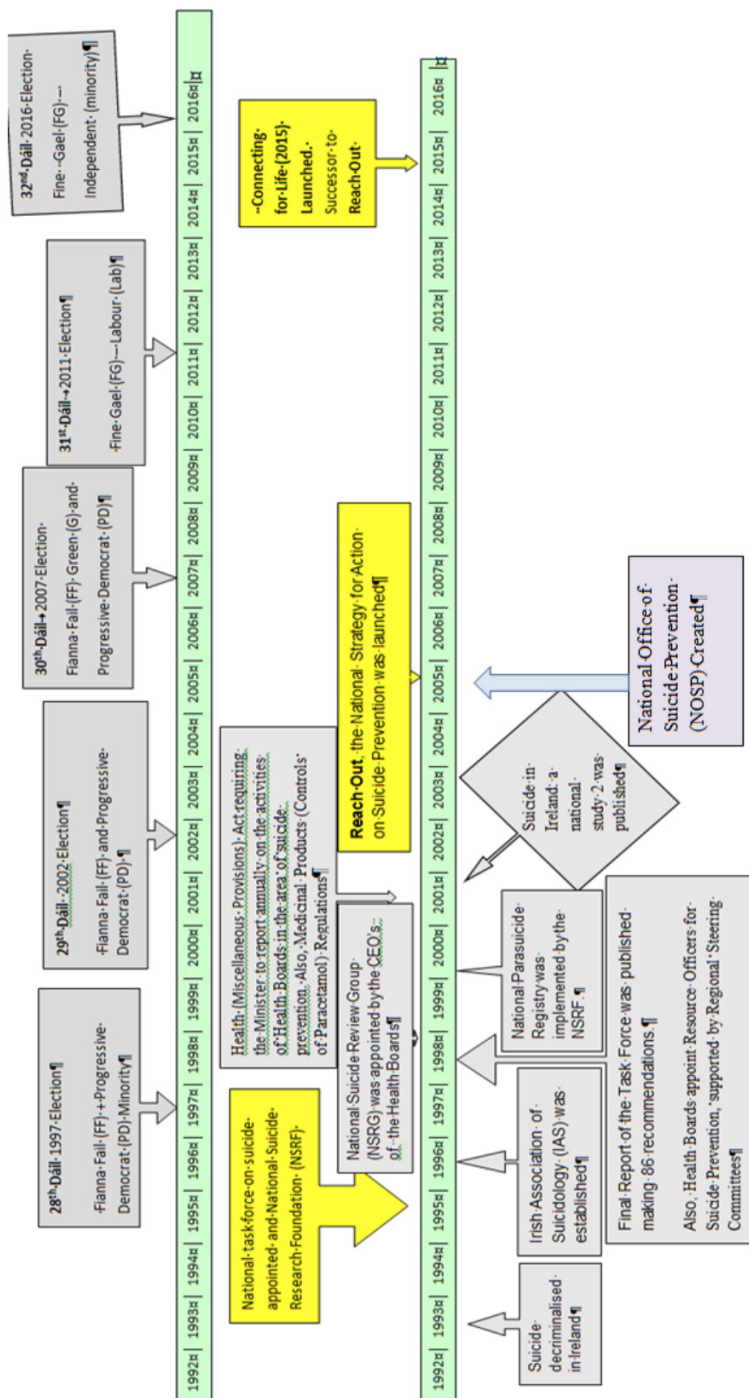 28th Dáil 1997 Election¶
Fianna Fail (FF) + Progressive
Democrat (PD) Minority¶
29th Dáil 2002 Election¶
Fianna Fail (FF) and Progressive
Democrat (PD) ¶
30th Dáil→2007 Election
Fianna Fail (FF) Green (G) and
Progressive Democrat (PD)¶
31st Dáil→2011 Election¶
Fine Gael (FG) – Labour (Lab)¶
32nd Dáil 2016 Election
Fine Gael (FG) –
Independent (minority)¶
1992¤ 1993¤ 1994¤ 1995¤ 1996¤ 1997¤ 1998¤ 1999¤ 2000¤ 2001¤ 2002¤ 2003¤ 2004¤ 2005¤ 2006¤ 2007¤ 2008¤ 2009¤ 2010¤ 2011¤ 2012¤ 2013¤ 2014¤ 2015¤ 2016¤ ¤
National task force on suicide
appointed and National Suicide
Research Foundation (NSRF)
Health (Miscellaneous Provisions) Act requiring
the Minister to report annually on the activities
of Health Boards in the area of suicide
prevention. Also, Medicinal Products (Controls
of Paracetamol) Regulations¶
National Suicide Review Group
(NSRG) was appointed by the CEO's
of the Health Boards¶
Reach Out, the National Strategy for Action
on Suicide Prevention was launched¶
–Connecting
for Life (2015)
Launched.
Successor to
Reach Out
1992¤ 1993¤ 1994¤ 1995¤ 1996¤ 1997¤ 1998¤ 1999¤ 2000¤ 2001¤ 2002¤ 2003¤ 2004¤ 2005¤ 2006¤ 2007¤ 2008¤ 2009¤ 2010¤ 2011¤ 2012¤ 2013¤ 2014¤ 2015¤ 2016¤ ¤
Suicide
decriminalised
in Ireland¶
Irish Association of
Suicidology (IAS) was
established¶
National Parasuicide
Registry was
implemented by the
NSRF. ¶
Suicide in
Ireland: a
national
study 2 was
published¶
Final Report of the Task Force was published
making 86 recommendations.¶
Also, Health Boards appoint Resource Officers for
Suicide Prevention, supported by Regional Steering
Committees¶
National Office of
Suicide Prevention
(NOSP) Created¶